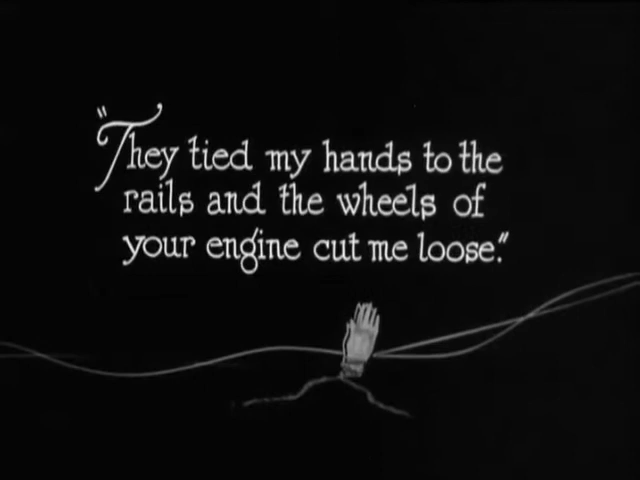 "They tied my hands to the
rails and the wheels of
your engine cut me loose."